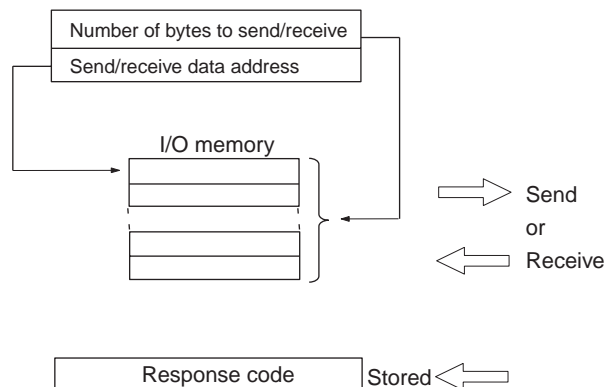 Number of bytes to send/receive
Send/receive data address
I/O memory
Send
or
Receive
Response code
Stored